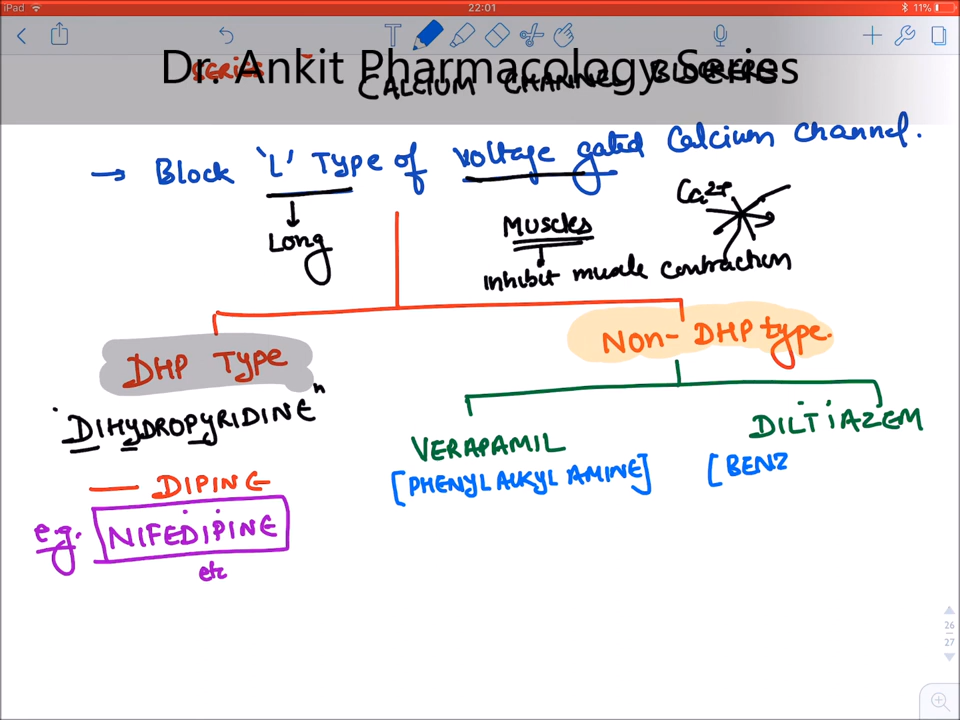 iPad 22:01 11%
T
Dr. Ankit Pharmacology Series
SERIES
CALCIUM CHANNEL BLOCKERS
→ Block 'L' Type of voltage gated Calcium Channel.
Long
Muscles
Ca2+
Inhibit muscle contraction
DHP TYPE
Non-DHP type.
"DIHYDROPYRIDINE"
VERAPAMIL
DILTIAZEM
[PHENYLALKYL AMINE]
[BENZ
— DIPINE
e.g. NIFEDIPINE
etc
26
27